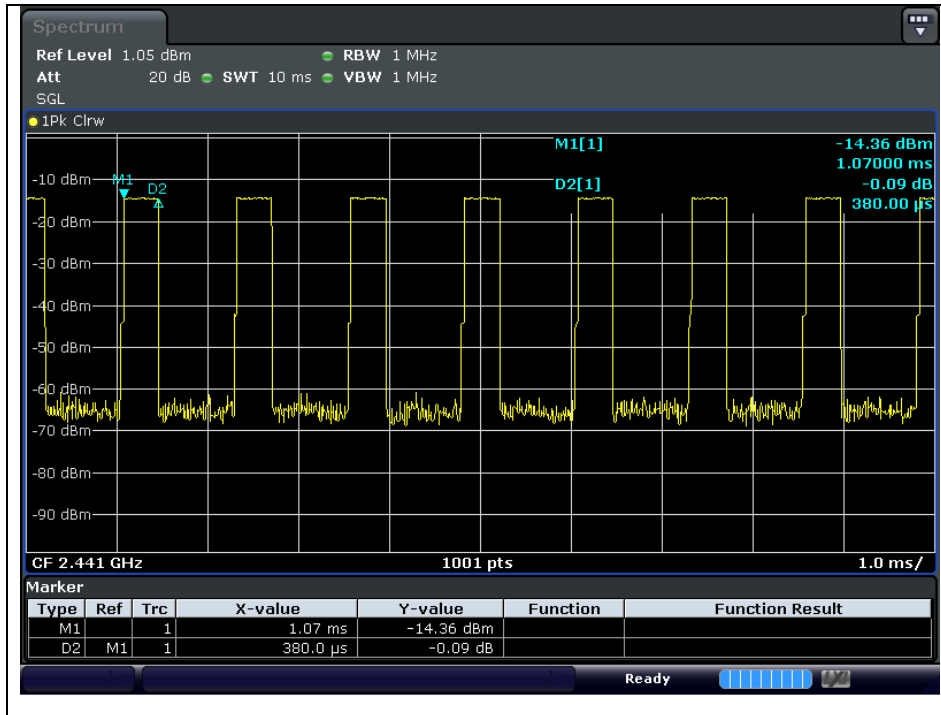 Spectrum
Ref Level 1.05 dBm RBW 1 MHz
Att 20 dB SWT 10 ms VBW 1 MHz
SGL
1Pk Clrw
M1[1] -14.36 dBm
1.07000 ms
D2[1] -0.09 dB
380.00 µs
M1
D2
-10 dBm
-20 dBm
-30 dBm
-40 dBm
-50 dBm
-60 dBm
-70 dBm
-80 dBm
-90 dBm
CF 2.441 GHz 1001 pts 1.0 ms/
Marker
Type Ref Trc X-value Y-value Function Function Result
M1 1 1.07 ms -14.36 dBm
D2 M1 1 380.0 µs -0.09 dB
Ready